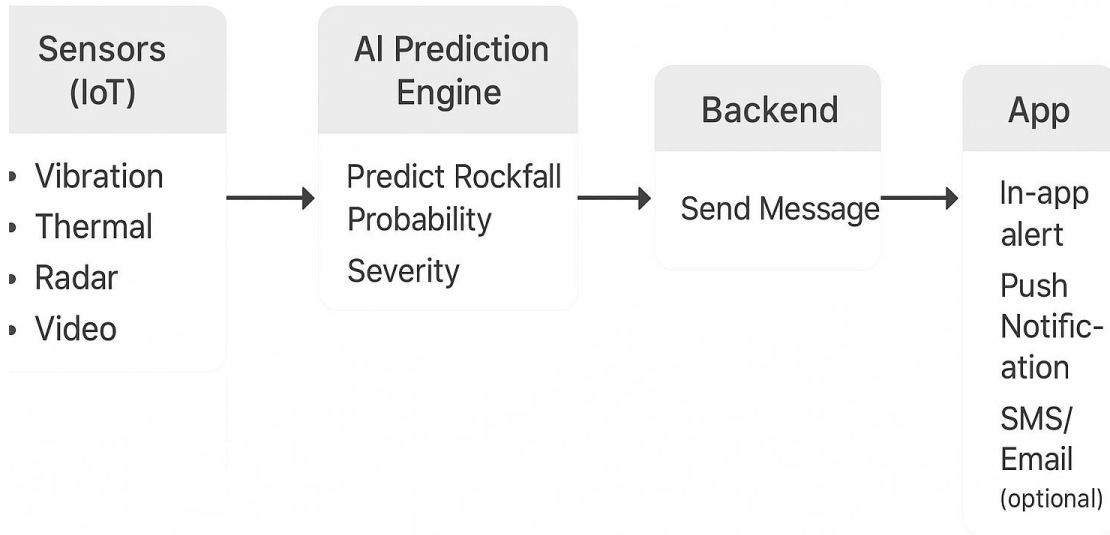 Sensors
(IoT)
• Vibration
• Thermal
• Radar
• Video
AI Prediction
Engine
Predict Rockfall
Probability
Severity
Backend
Send Message
App
In-app
alert
Push
Notific-
ation
SMS/
Email
(optional)